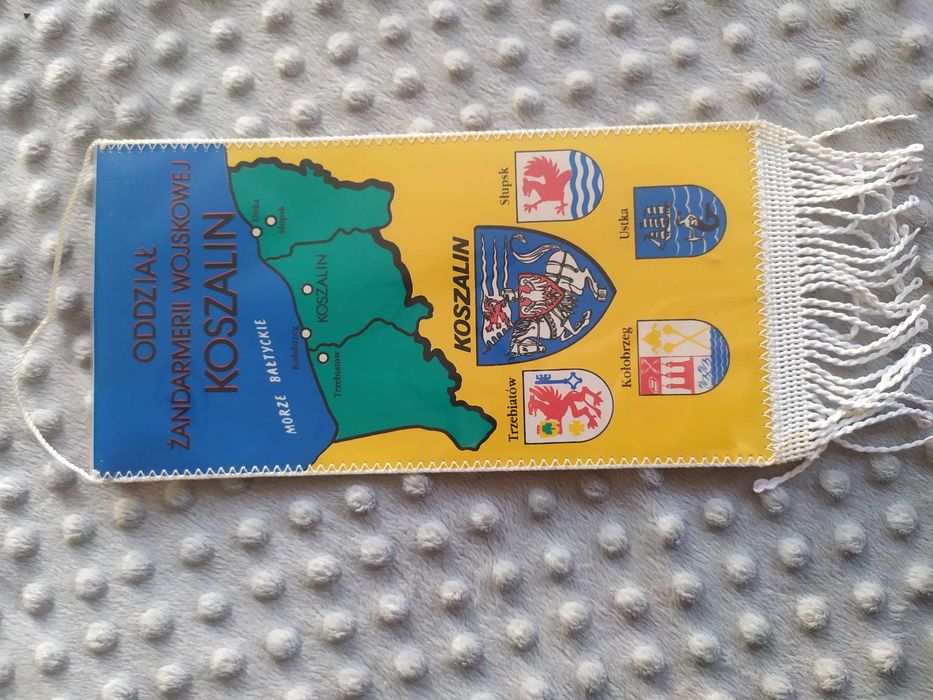 ODDZIAŁ
ŻANDARMERII WOJSKOWEJ
KOSZALIN
MORZE BAŁTYCKIE
Ustka
Słupsk
KOSZALIN
Kołobrzeg
Trzebiatów
KOSZALIN
Trzebiatów
Słupsk
Kołobrzeg
Ustka